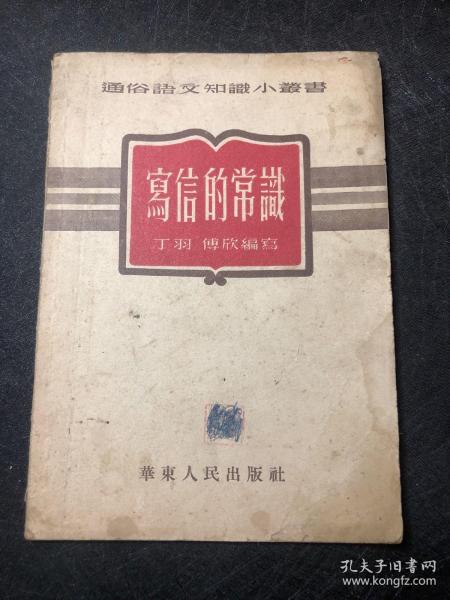 通俗語文知識小叢書
寫信的常識
丁羽 傅欣編寫
華東人民出版社
孔夫子旧书网
www.kongfz.com